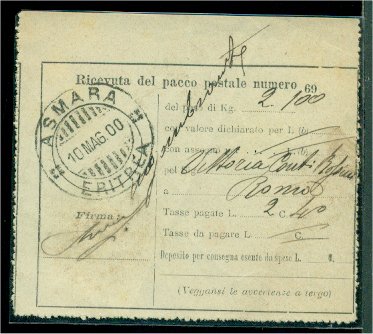 Ricevuta del pacco postale numero 69
ASMARA
10 MAG. 00
ERITREA
del peso di Kg. 2.100
con valore dichiarato per L (b
con assegno (b
pel Vittoria
a Roma
Firma
Tasse pagate L. 2 C. 40
Tasse da pagare L. C.
Deposito per consegna esente da spese L. C.
(Veggansi le avvertenze a tergo)